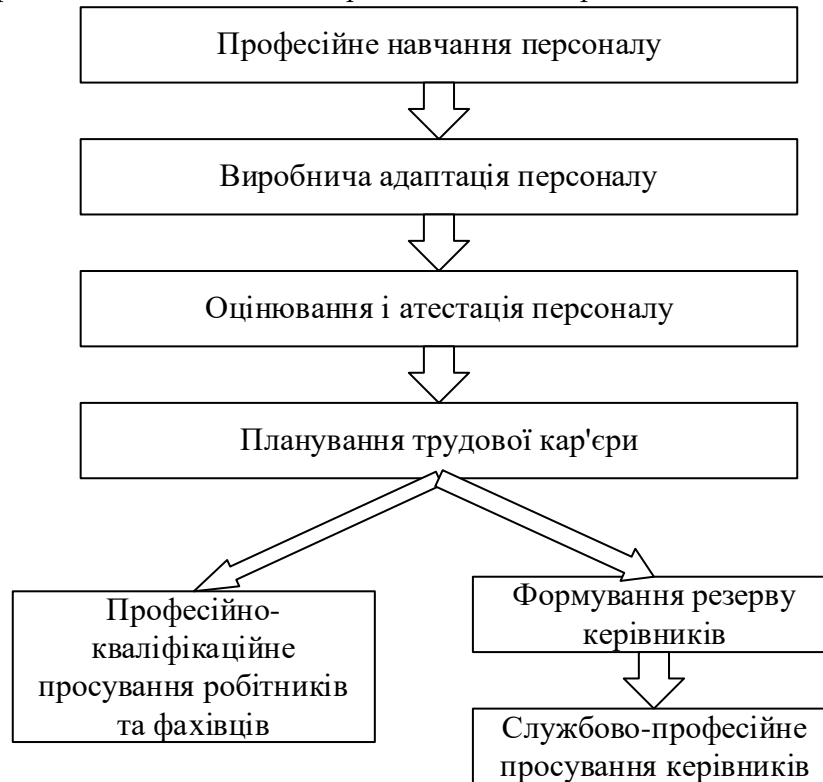 Професійне навчання персоналу
Виробнича адаптація персоналу
Оцінювання і атестація персоналу
Планування трудової кар'єри
Професійно-
кваліфікаційне
просування робітників
та фахівців
Формування резерву
керівників
Службово-професійне
просування керівників